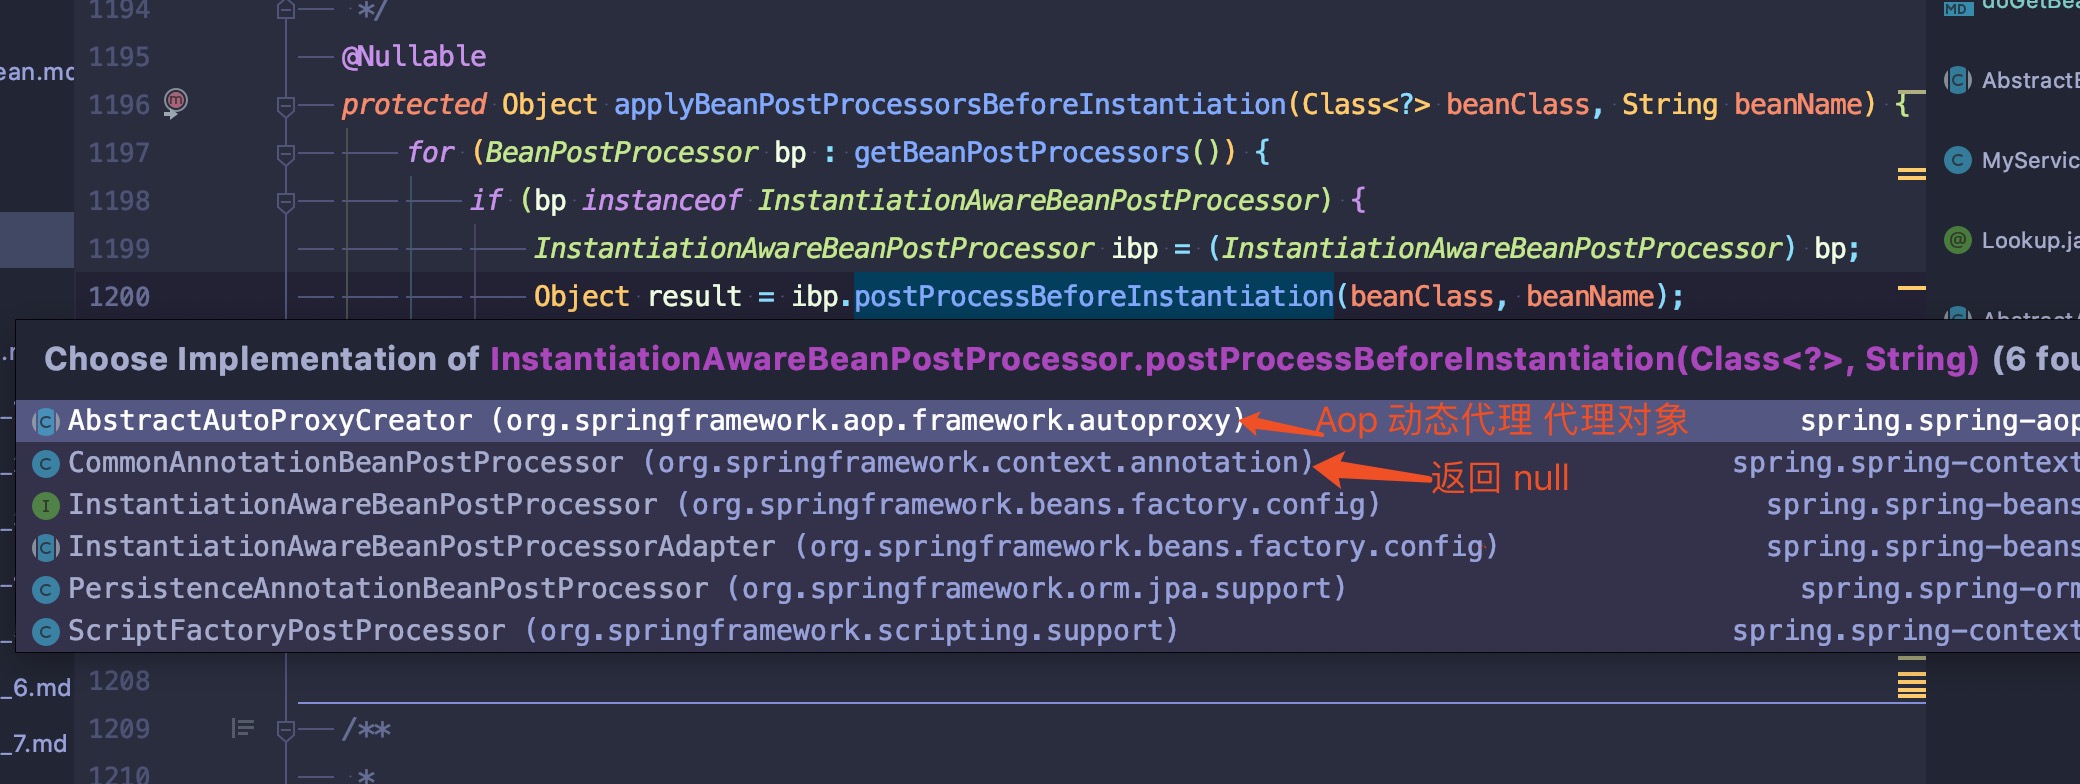 1194 */
doGetBea
MD
1195 @Nullable
ean.md
1196 protected Object applyBeanPostProcessorsBeforeInstantiation(Class<?> beanClass, String beanName) {
AbstractB
1197 for (BeanPostProcessor bp : getBeanPostProcessors()) {
MyServic
1198 if (bp instanceof InstantiationAwareBeanPostProcessor) {
1199 InstantiationAwareBeanPostProcessor ibp = (InstantiationAwareBeanPostProcessor) bp;
Lookup.ja
1200 Object result = ibp.postProcessBeforeInstantiation(beanClass, beanName);
Choose Implementation of InstantiationAwareBeanPostProcessor.postProcessBeforeInstantiation(Class<?>, String) (6 fou
AbstractAutoProxyCreator (org.springframework.aop.framework.autoproxy) Aop 动态代理 代理对象 spring.spring-aop
CommonAnnotationBeanPostProcessor (org.springframework.context.annotation) spring.spring-context
返回 null
InstantiationAwareBeanPostProcessor (org.springframework.beans.factory.config) spring.spring-beans
InstantiationAwareBeanPostProcessorAdapter (org.springframework.beans.factory.config) spring.spring-beans
PersistenceAnnotationBeanPostProcessor (org.springframework.orm.jpa.support) spring.spring-orm
ScriptFactoryPostProcessor (org.springframework.scripting.support) spring.spring-context
1208
_6.md
1209 /**
_7.md
1210 *